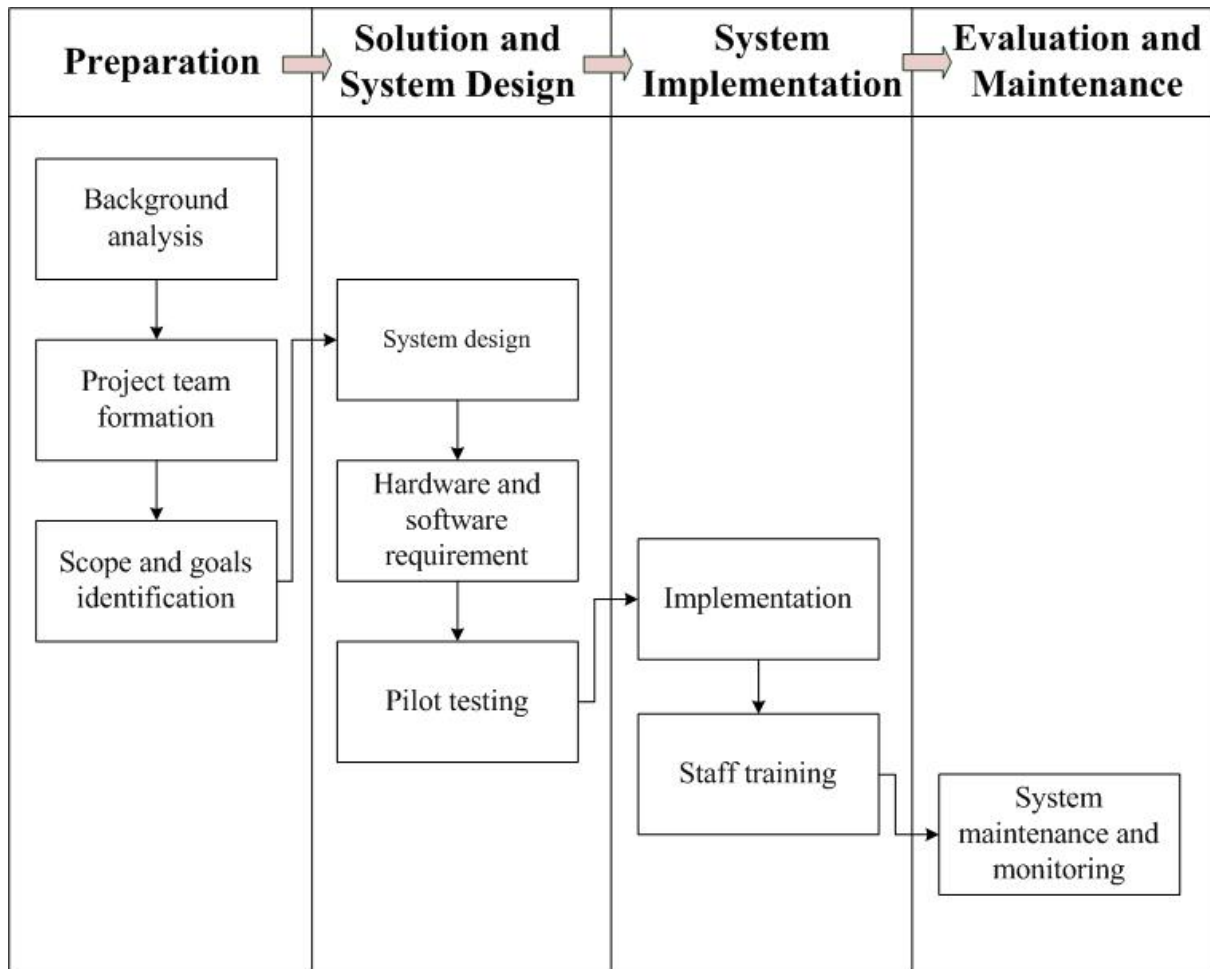 Preparation
Solution and
System Design
System
Implementation
Evaluation and
Maintenance
Background
analysis
Project team
formation
Scope and goals
identification
System design
Hardware and
software
requirement
Pilot testing
Implementation
Staff training
System
maintenance and
monitoring